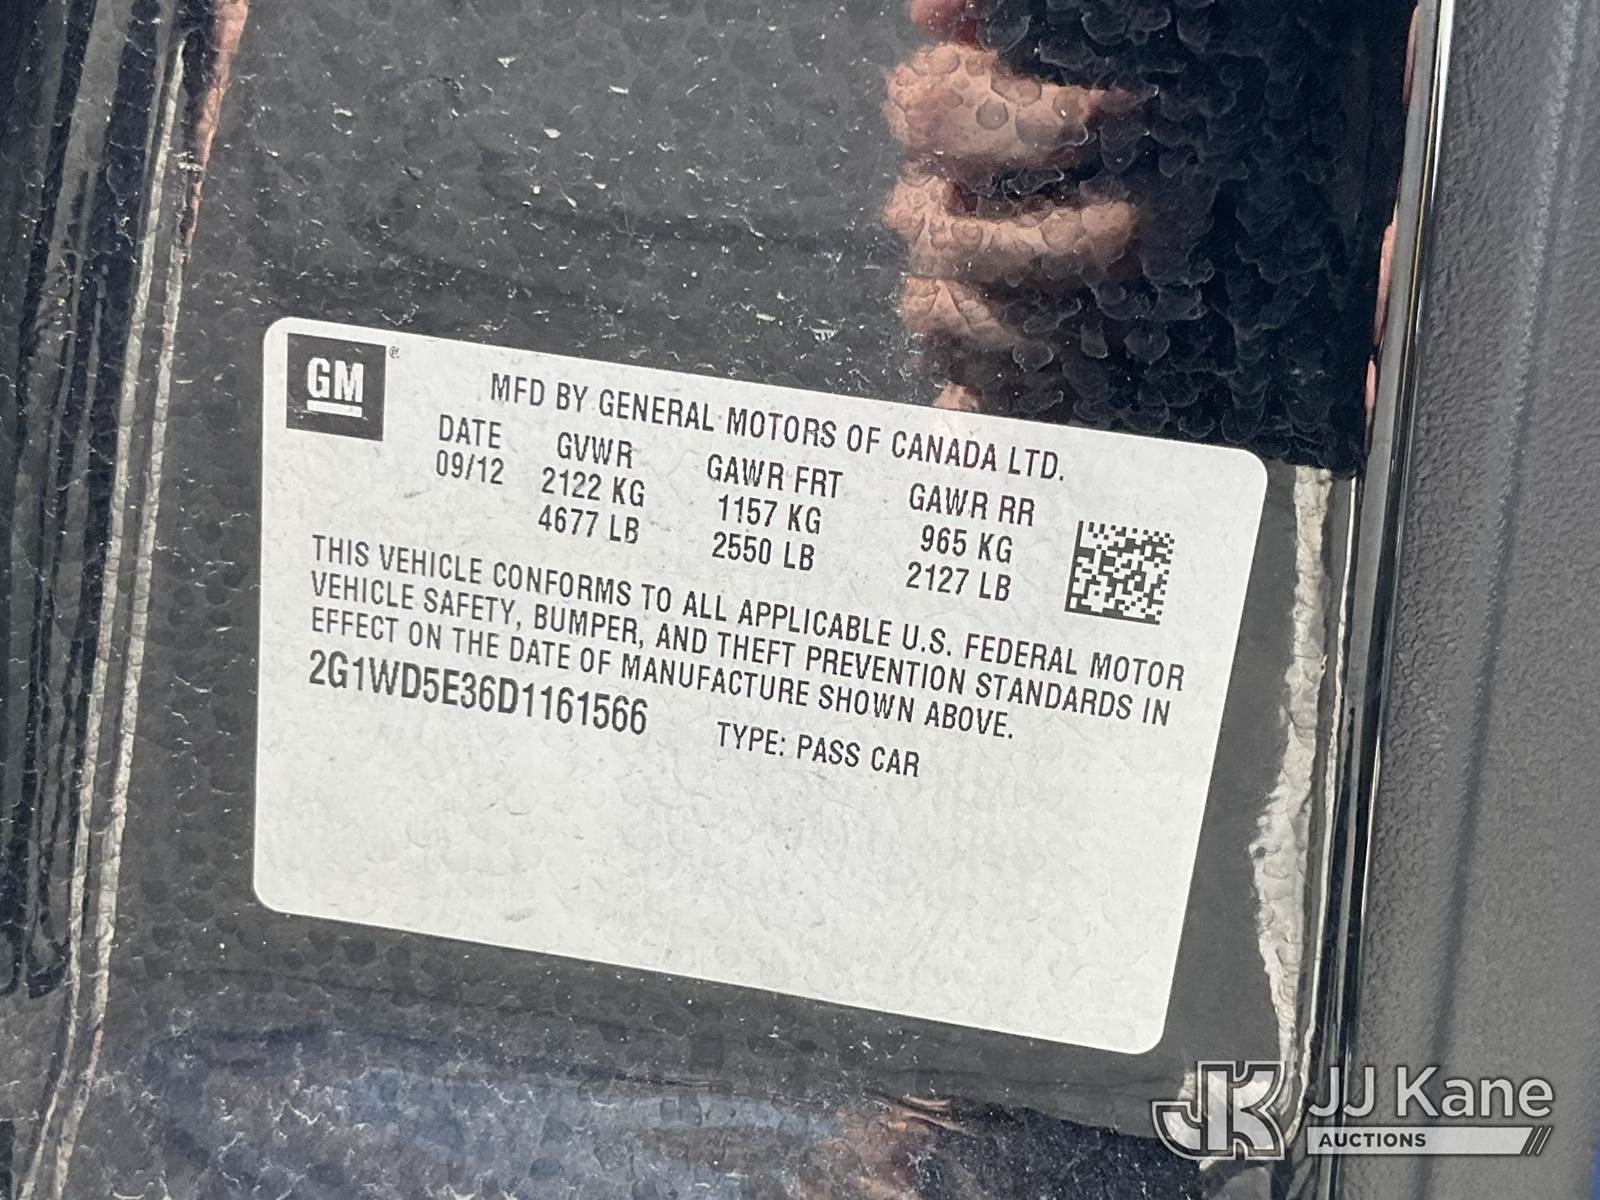 GM ®
MFD BY GENERAL MOTORS OF CANADA LTD.
DATE GVWR GAWR FRT GAWR RR
09/12 2122 KG 1157 KG 965 KG
4677 LB 2550 LB 2127 LB
THIS VEHICLE CONFORMS TO ALL APPLICABLE U.S. FEDERAL MOTOR
VEHICLE SAFETY, BUMPER, AND THEFT PREVENTION STANDARDS IN
EFFECT ON THE DATE OF MANUFACTURE SHOWN ABOVE.
2G1WD5E36D1161566 TYPE: PASS CAR
JK JJ Kane
AUCTIONS